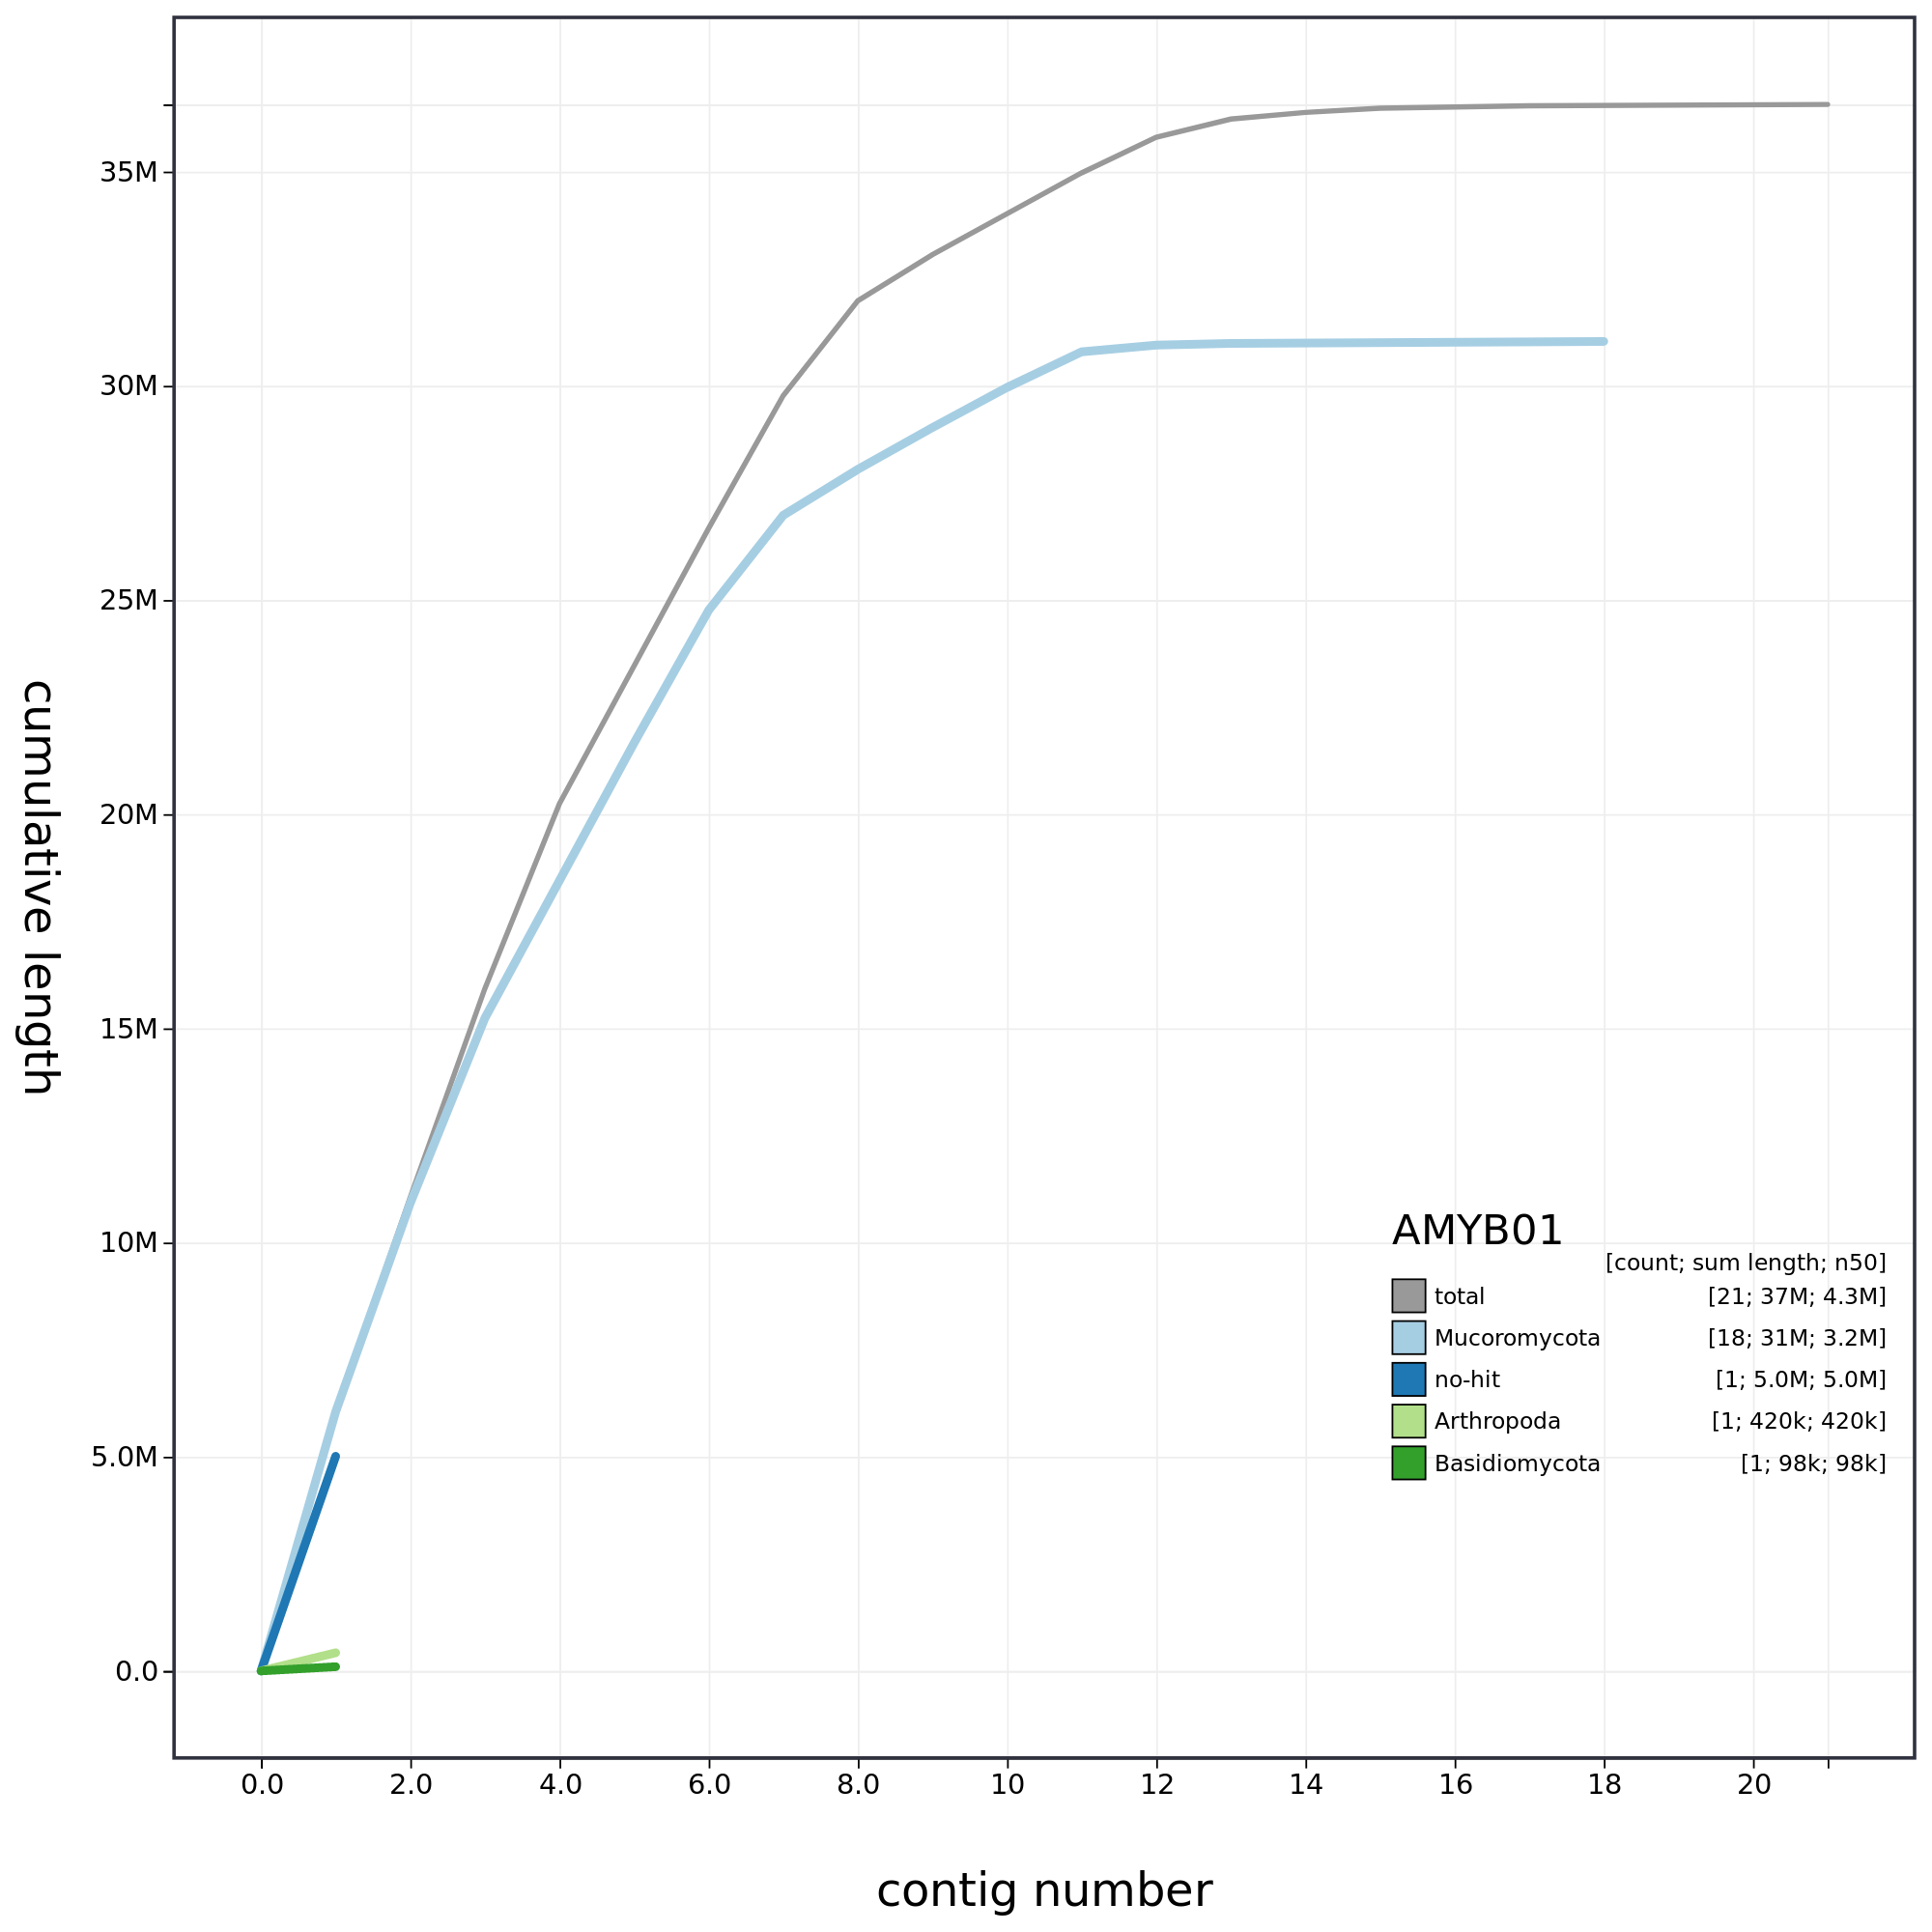 cumulative length
35M
30M
25M
20M
15M
10M
5.0M
0.0
AMYB01
[count; sum length; n50]
total [21; 37M; 4.3M]
Mucoromycota [18; 31M; 3.2M]
no-hit [1; 5.0M; 5.0M]
Arthropoda [1; 420k; 420k]
Basidiomycota [1; 98k; 98k]
0.0 2.0 4.0 6.0 8.0 10 12 14 16 18 20
contig number